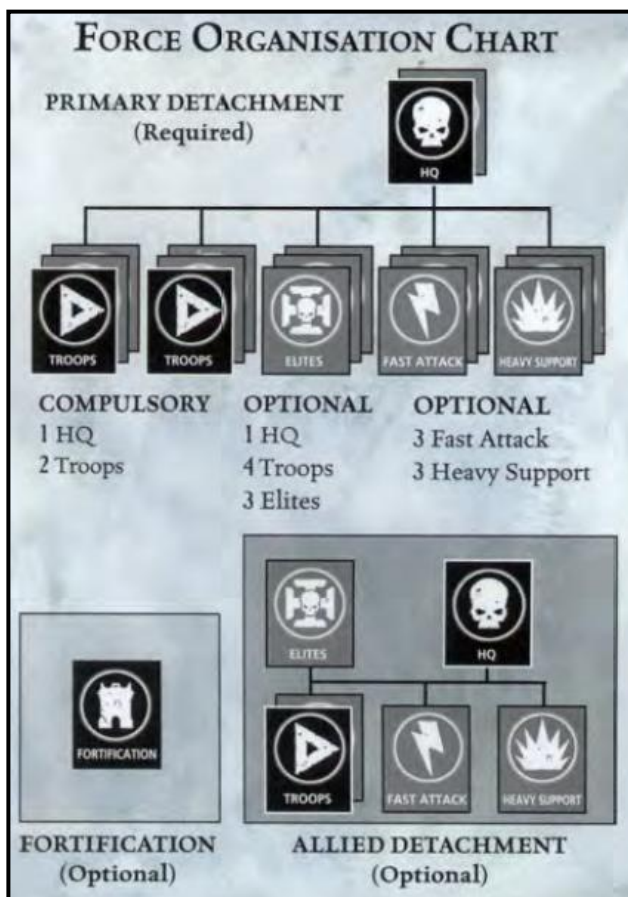 FORCE ORGANISATION CHART
PRIMARY DETACHMENT
(Required)
HQ
TROOPS
TROOPS
ELITES
FAST ATTACK
HEAVY SUPPORT
COMPULSORY
1 HQ
2 Troops
OPTIONAL
1 HQ
4 Troops
3 Elites
OPTIONAL
3 Fast Attack
3 Heavy Support
FORTIFICATION
FORTIFICATION
(Optional)
ELITES
HQ
TROOPS
FAST ATTACK
HEAVY SUPPORT
ALLIED DETACHMENT
(Optional)